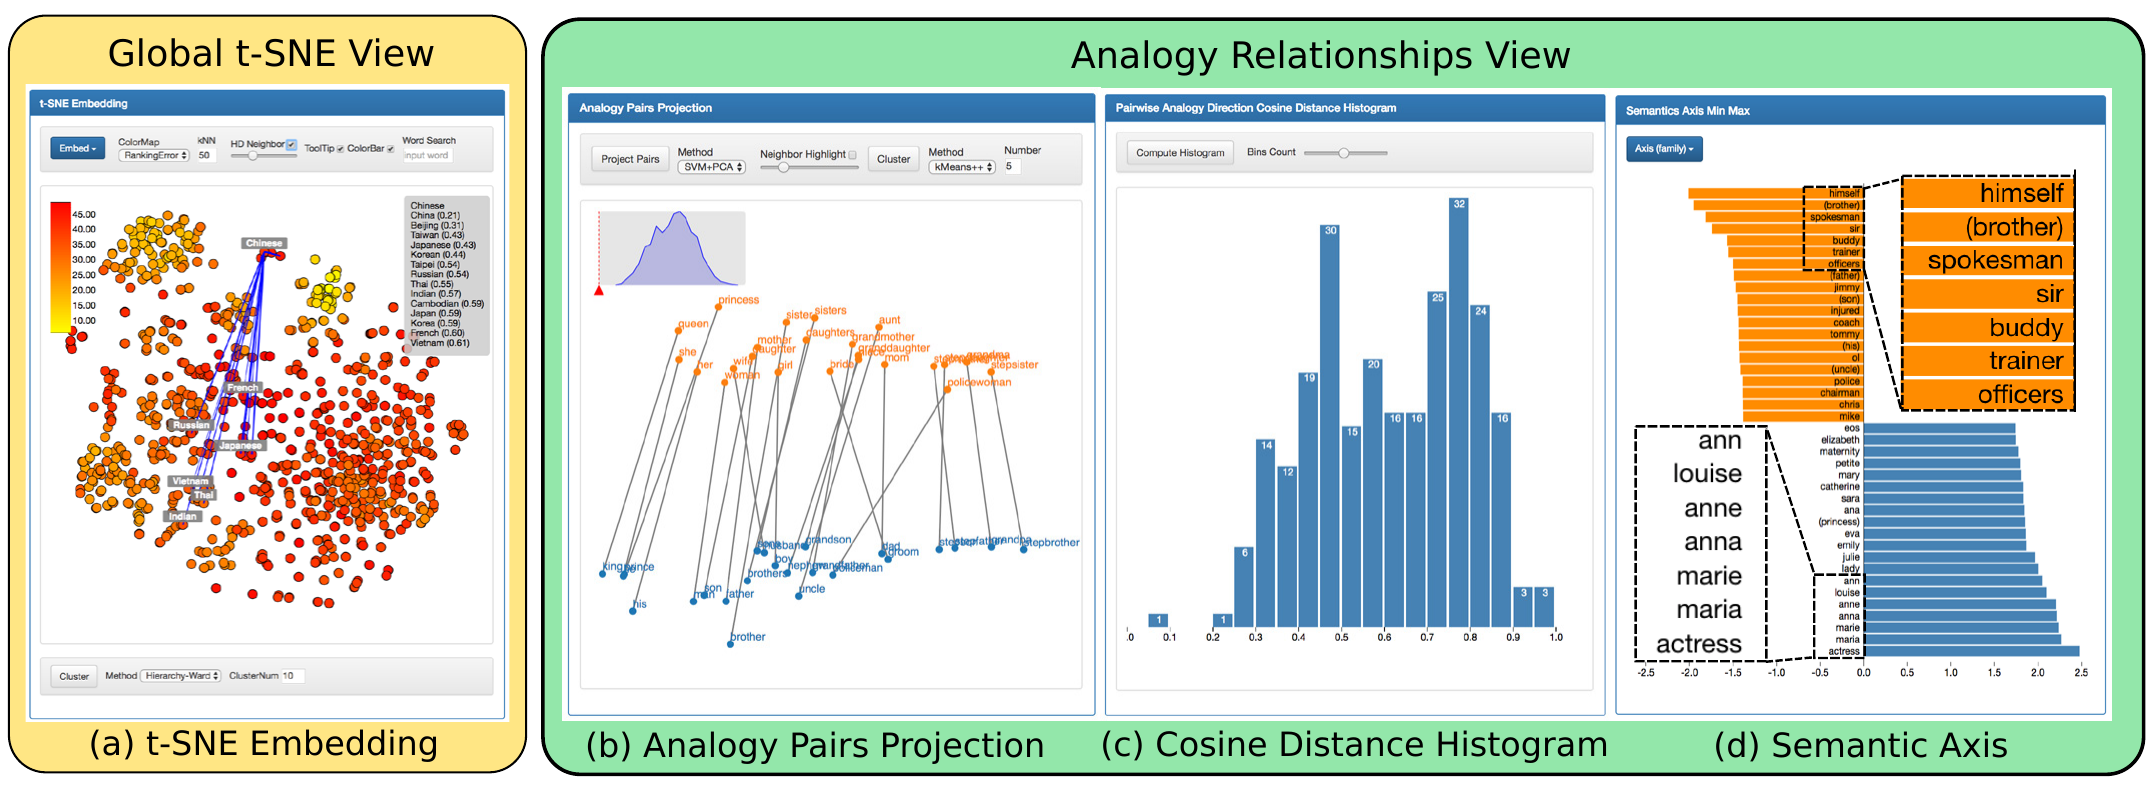 Global t-SNE View
t-SNE Embedding
Embed
ColorMap
RankingError
kNN
50
HD Neighbor
ToolTip
ColorBar
Word Search
input word
45.00
40.00
35.00
30.00
25.00
20.00
15.00
10.00
Chinese
China (0.21)
Beijing (0.31)
Taiwan (0.43)
Japanese (0.43)
Korean (0.44)
Taipei (0.54)
Russian (0.54)
Thai (0.55)
Indian (0.57)
Cambodian (0.59)
Japan (0.59)
Korea (0.59)
French (0.60)
Vietnam (0.61)
Chinese
French
Russian
Japanese
Vietnam
Thai
Indian
Cluster
Method
Hierarchy-Ward
ClusterNum
10
(a) t-SNE Embedding
Analogy Relationships View
Analogy Pairs Projection
Project Pairs
Method
SVM+PCA
Neighbor Highlight
Cluster
Method
kMeans++
Number
5
princess
queen
sister
sisters
aunt
she
her
mother
daughters
grandmother
granddaughter
wife
woman
girl
bride
mom
grandma
stepsister
policewoman
king
prince
his
husband
grandson
boy
brothers
nephew
grandfather
policeman
dad
groom
son
man
father
uncle
brother
stepfather
grandpa
stepbrother
(b) Analogy Pairs Projection
Pairwise Analogy Direction Cosine Distance Histogram
Compute Histogram
Bins Count
1
1
6
14
12
19
30
15
20
16
16
25
32
24
16
3
3
.0
0.1
0.2
0.3
0.4
0.5
0.6
0.7
0.8
0.9
1.0
(c) Cosine Distance Histogram
Semantics Axis Min Max
Axis (family)
himself
(brother)
spokesman
sir
buddy
trainer
officers
(father)
jimmy
(son)
injured
coach
tommy
(his)
ol
(uncle)
police
chairman
chris
mike
eos
elizabeth
maternity
petite
mary
catherine
sara
ana
(princess)
eva
emily
julie
lady
ann
louise
anne
anna
marie
maria
actress
himself
(brother)
spokesman
sir
buddy
trainer
officers
ann
louise
anne
anna
marie
maria
actress
-2.5
-2.0
-1.5
-1.0
-0.5
0.0
0.5
1.0
1.5
2.0
2.5
(d) Semantic Axis